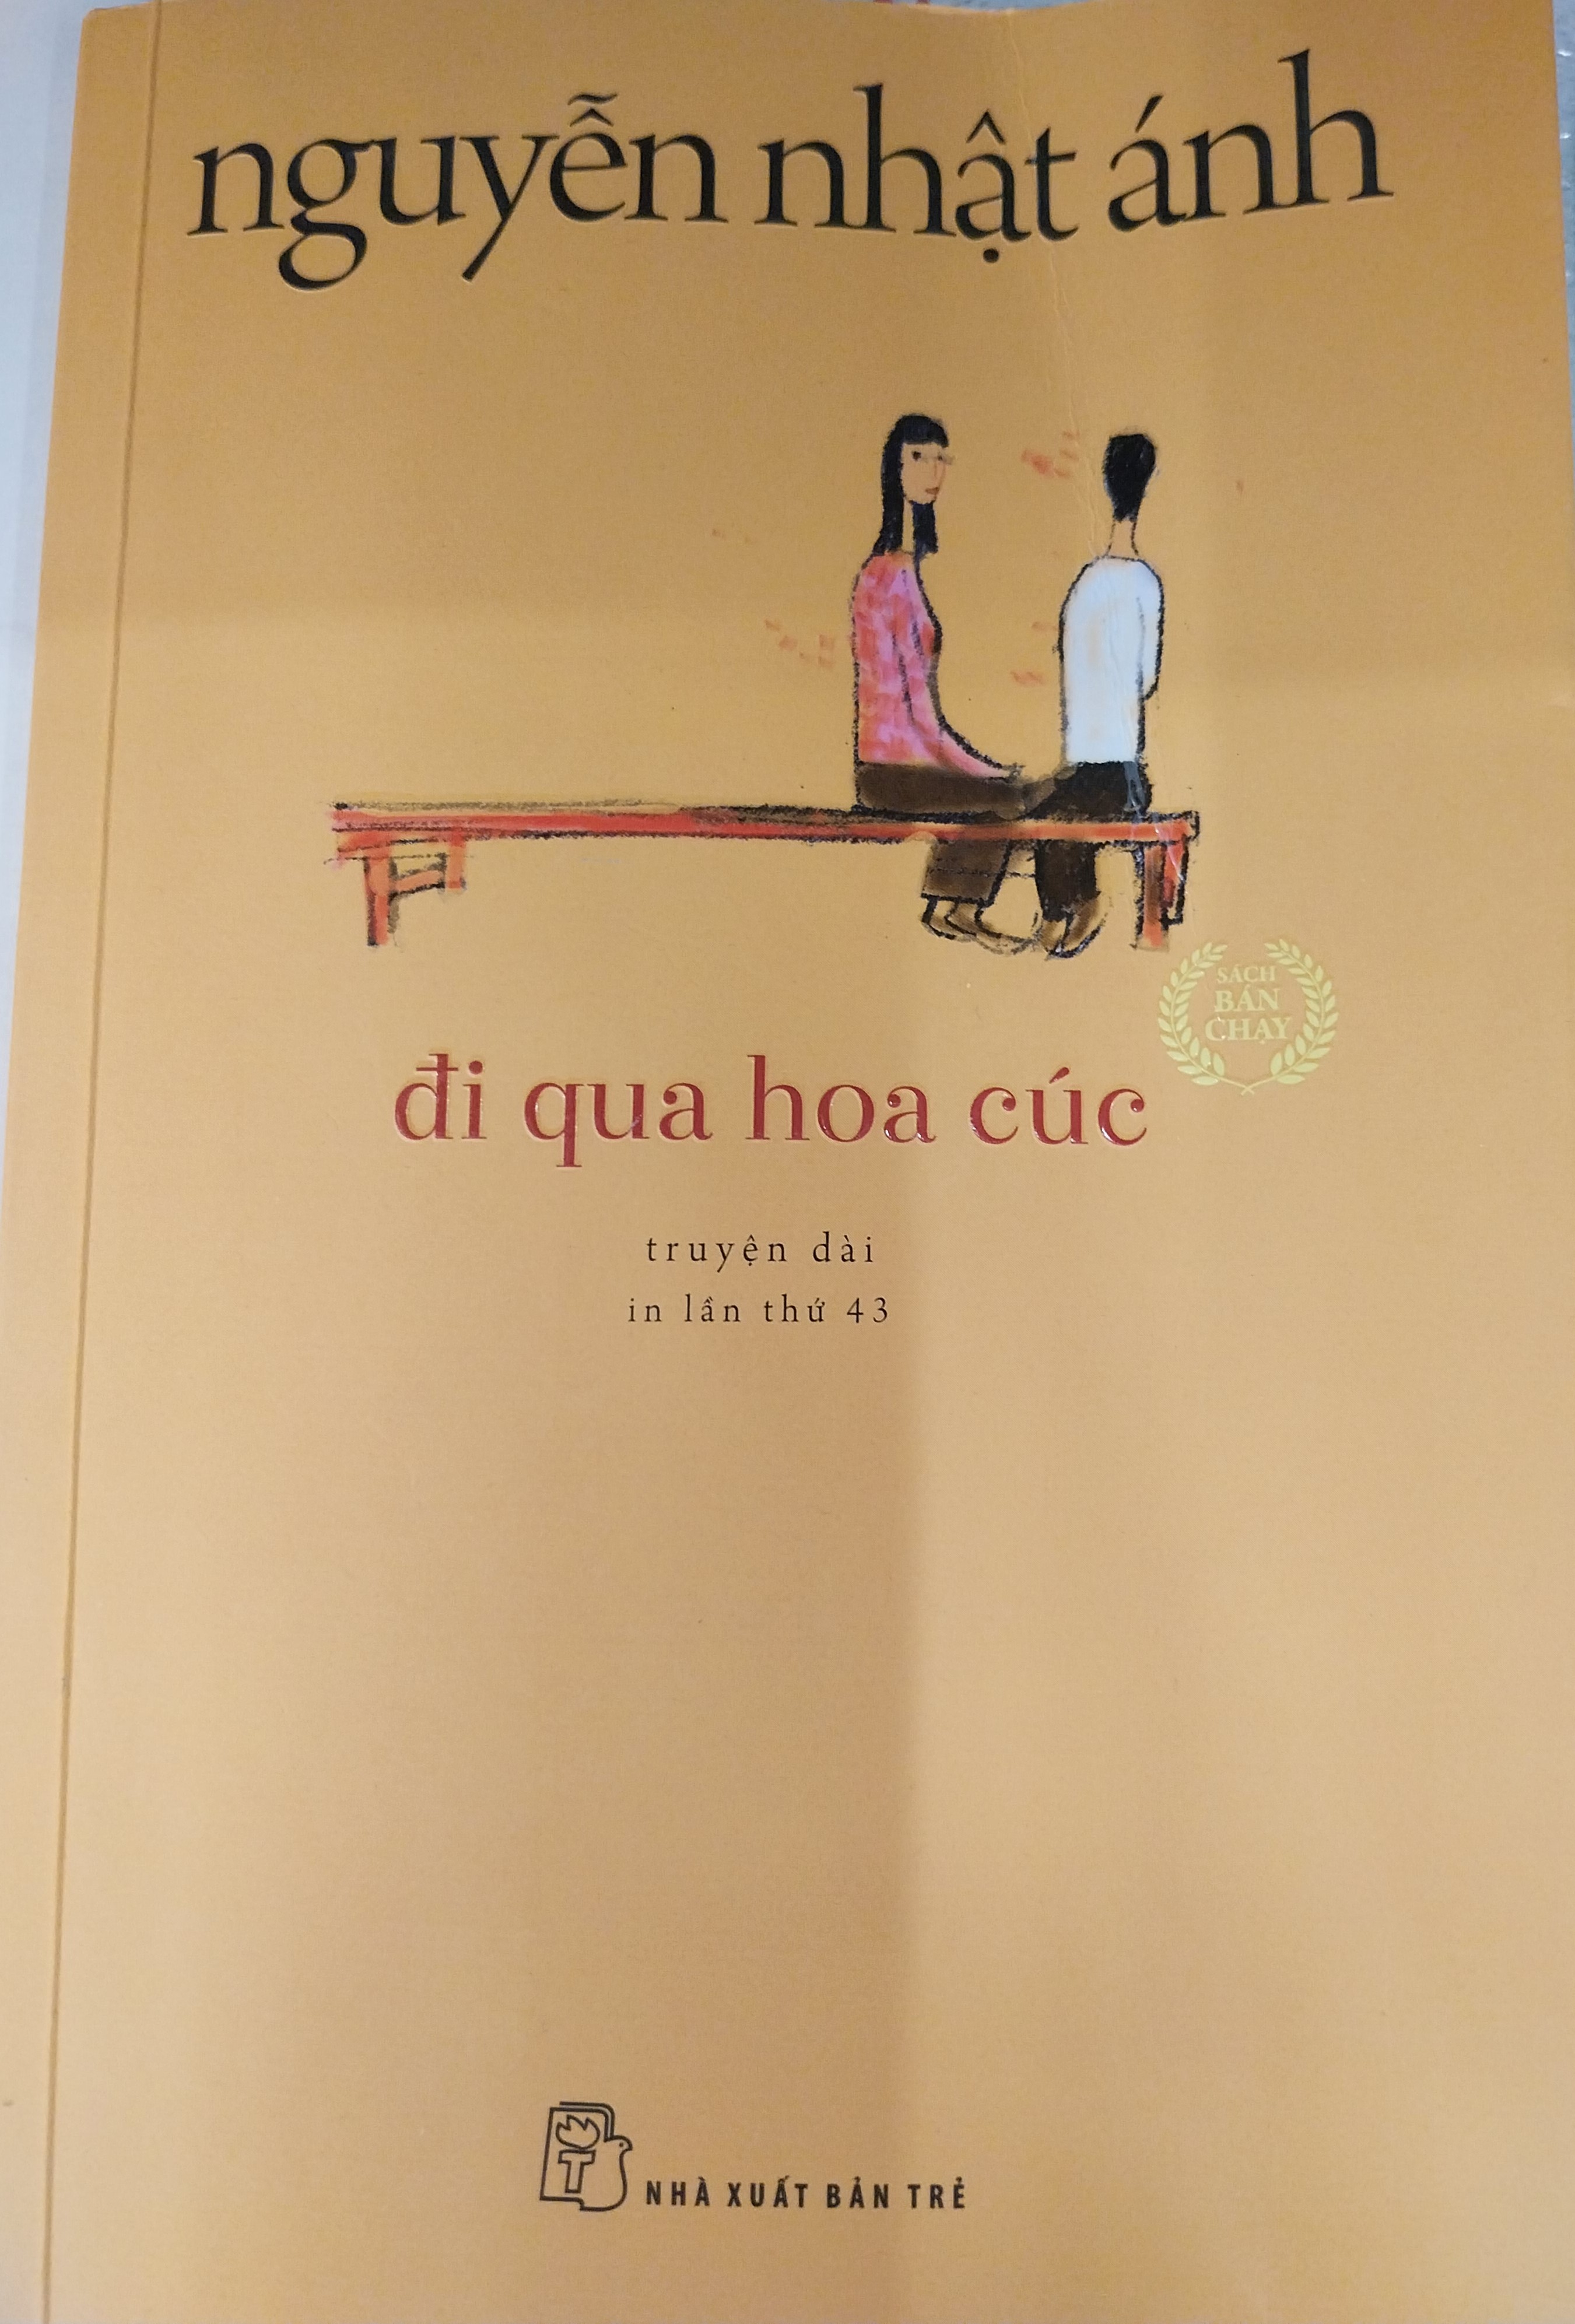 nguyễn nhật ánh
SÁCH
BÁN
CHẠY
đi qua hoa cúc
truyện dài
in lần thứ 43
T
NHÀ XUẤT BẢN TRẺ